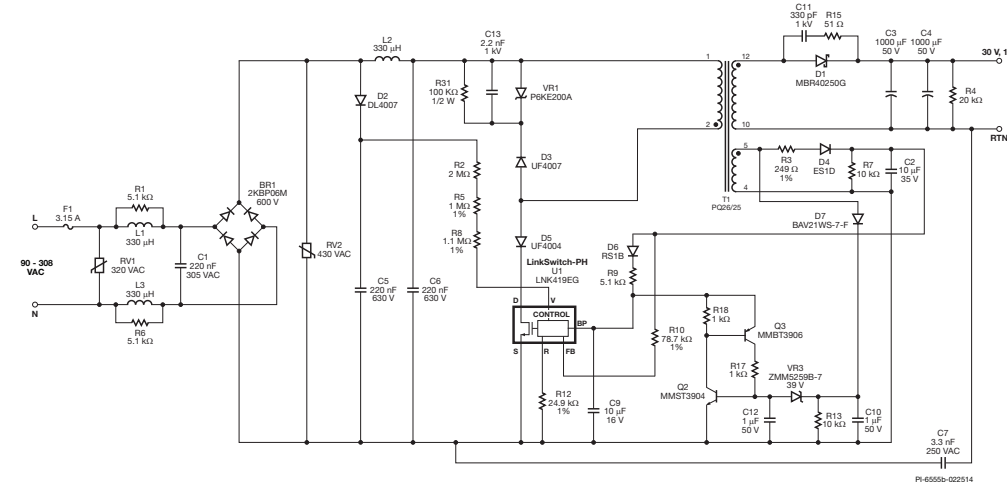 C11
330 pF
1 kV
R15
51 Ω
C13
2.2 nF
1 kV
L2
330 µH
C3
1000 µF
50 V
C4
1000 µF
50 V
30 V, 1
1
12
D1
MBR40250G
R31
100 KΩ
1/2 W
VR1
P6KE200A
D2
DL4007
R4
20 kΩ
2
10
RTN
5
R3
249 Ω
1%
D4
ES1D
R7
10 kΩ
C2
10 µF
35 V
D3
UF4007
R2
2 MΩ
4
T1
PQ26/25
BR1
2KBP06M
600 V
R1
5.1 kΩ
F1
3.15 A
L
L1
330 µH
R5
1 MΩ
1%
D7
BAV21WS-7-F
R8
1.1 MΩ
1%
D5
UF4004
D6
RS1B
RV2
430 VAC
LinkSwitch-PH
U1
LNK419EG
90 - 308
VAC
RV1
320 VAC
C1
220 nF
305 VAC
R9
5.1 kΩ
L3
330 µH
C5
220 nF
630 V
C6
220 nF
630 V
N
D
V
CONTROL
BP
R18
1 kΩ
Q3
MMBT3906
R6
5.1 kΩ
R10
78.7 kΩ
1%
S
R
FB
R17
1 kΩ
VR3
ZMM5259B-7
39 V
Q2
MMST3904
R12
24.9 kΩ
1%
C9
10 µF
16 V
C12
1 µF
50 V
R13
10 kΩ
C10
1 µF
50 V
C7
3.3 nF
250 VAC
PI-6555b-022514